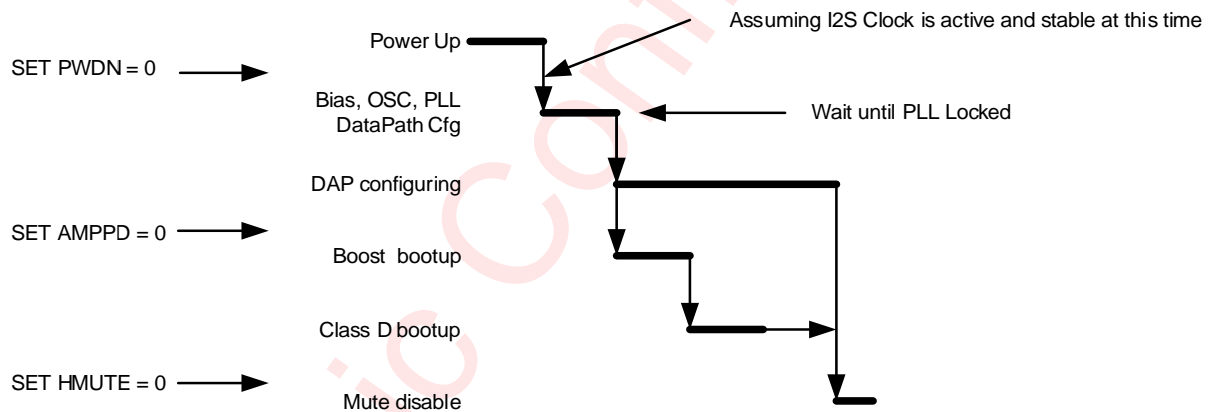 Assuming I2S Clock is active and stable at this time
Power Up
SET PWDN = 0
Bias, OSC, PLL
DataPath Cfg
Wait until PLL Locked
DAP configuring
SET AMPPD = 0
Boost bootup
Class D bootup
SET HMUTE = 0
Mute disable